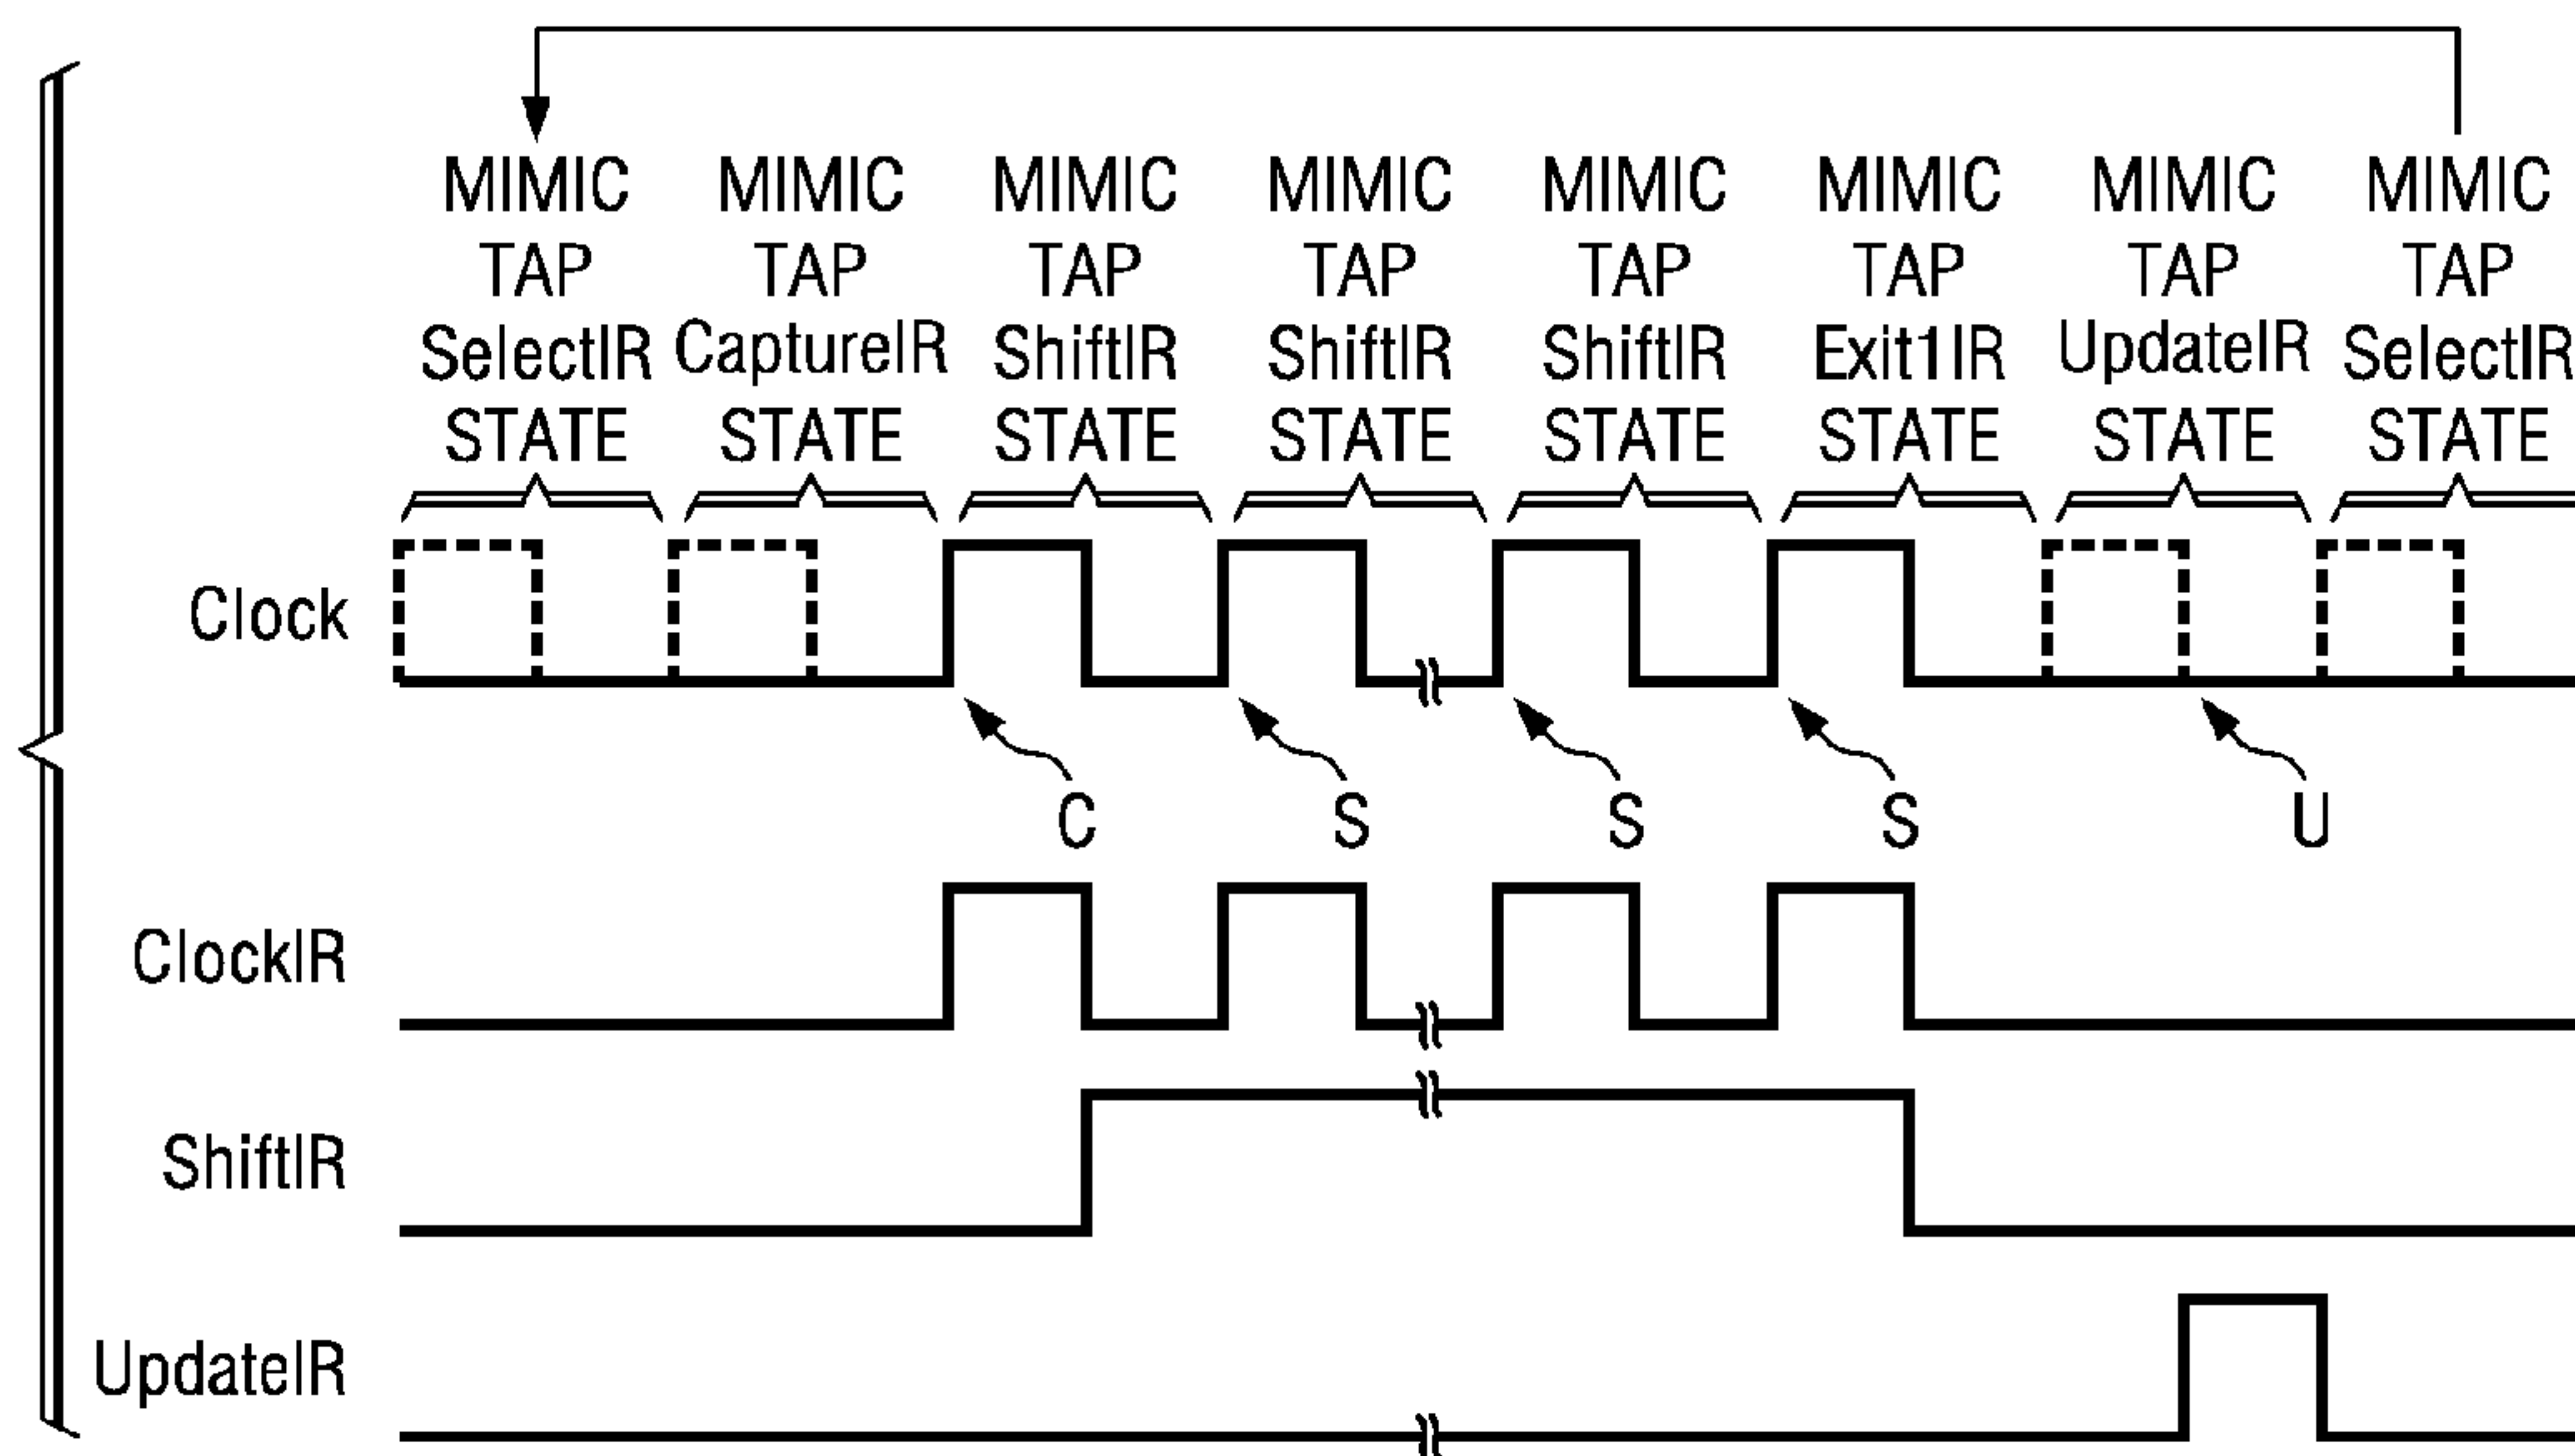 MIMIC MIMIC MIMIC MIMIC MIMIC MIMIC MIMIC MIMIC
TAP TAP TAP TAP TAP TAP TAP TAP
SelectIR CaptureIR ShiftIR ShiftIR ShiftIR Exit1IR UpdateIR SelectIR
STATE STATE STATE STATE STATE STATE STATE STATE
Clock
C S S S U
ClockIR
ShiftIR
UpdateIR